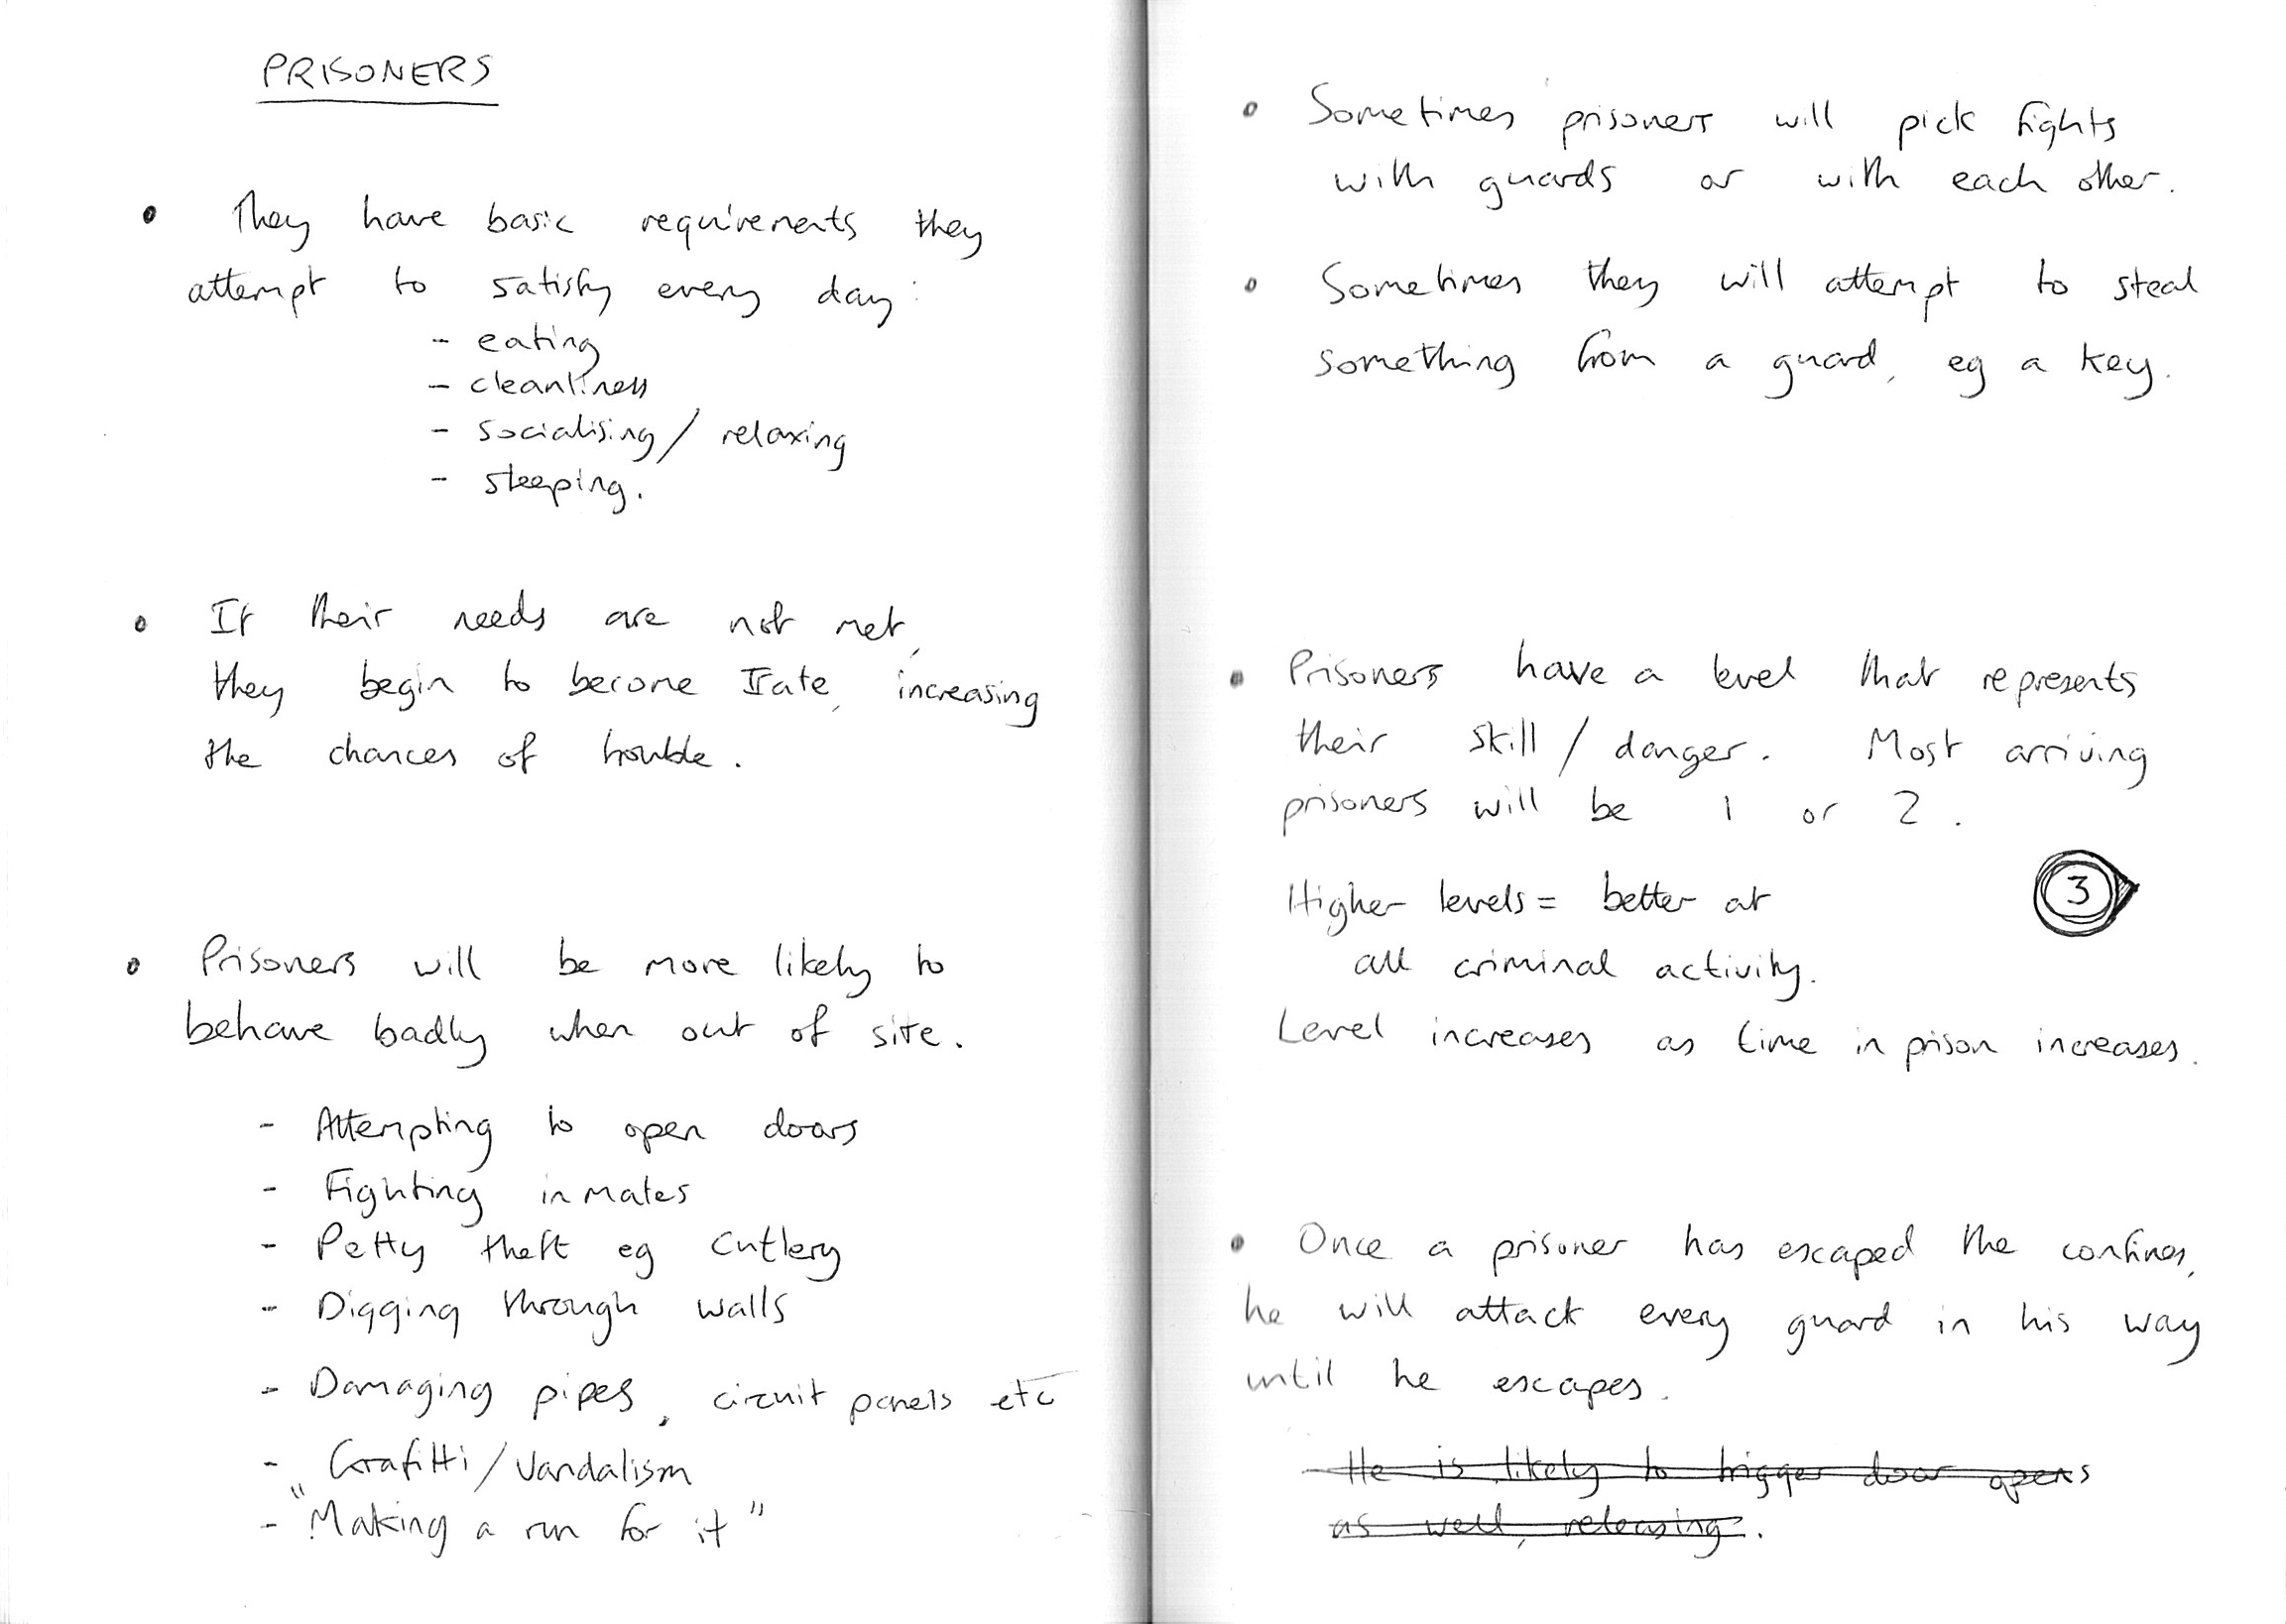 PRISONERS
• They have basic requirements they
attempt to satisfy every day:
- eating
- cleanliness
- socialising / relaxing
- sleeping.
• If their needs are not met,
they begin to become Irate, increasing
the chances of trouble.
• Prisoners will be more likely to
behave badly when out of site.
- Attempting to open doors
- Fighting inmates
- Petty theft eg cutlery
- Digging through walls
- Damaging pipes, circuit panels etc
- Grafitti / Vandalism
- "Making a run for it"
• Sometimes prisoners will pick fights
with guards or with each other.
• Sometimes they will attempt to steal
something from a guard, eg a key.
• Prisoners have a level that represents
their skill / danger. Most arriving
prisoners will be 1 or 2.
3
Higher levels = better at
all criminal activity.
Level increases as time in prison increases.
• Once a prisoner has escaped the confines,
he will attack every guard in his way
until he escapes.
He is likely to trigger door opens
as well, releasing.